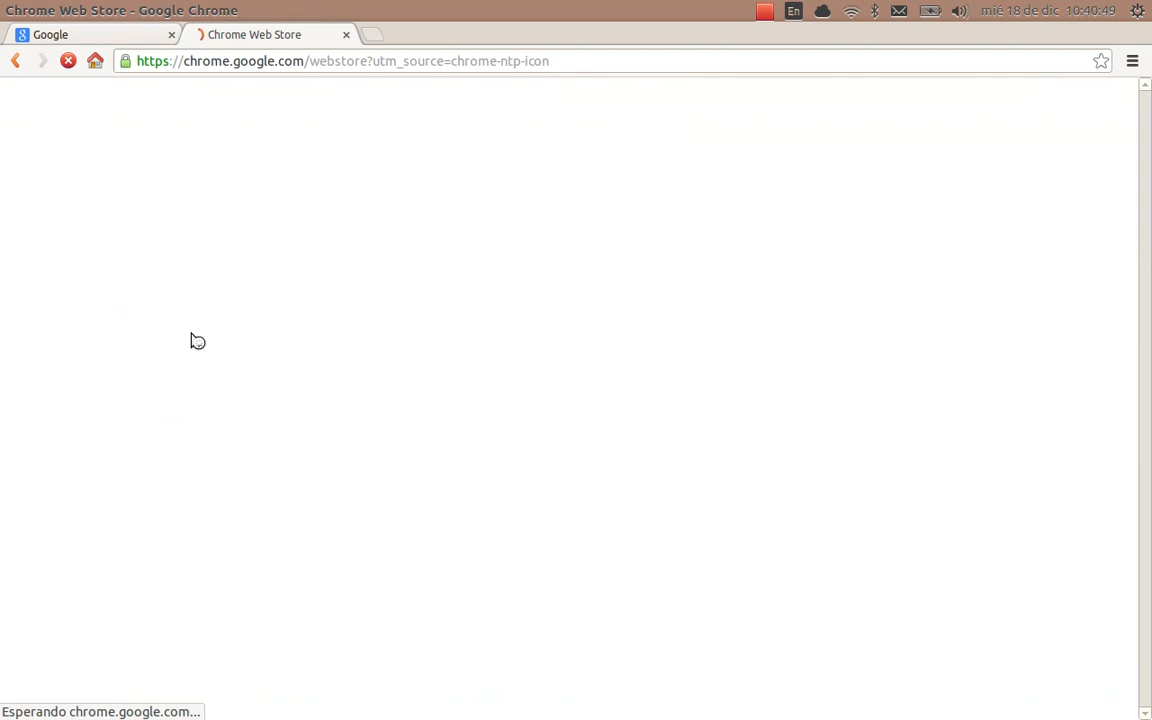 Chrome Web Store - Google Chrome
En
mié 18 de dic 10:40:49
Google
Chrome Web Store
https://chrome.google.com/webstore?utm_source=chrome-ntp-icon
Esperando chrome.google.com...